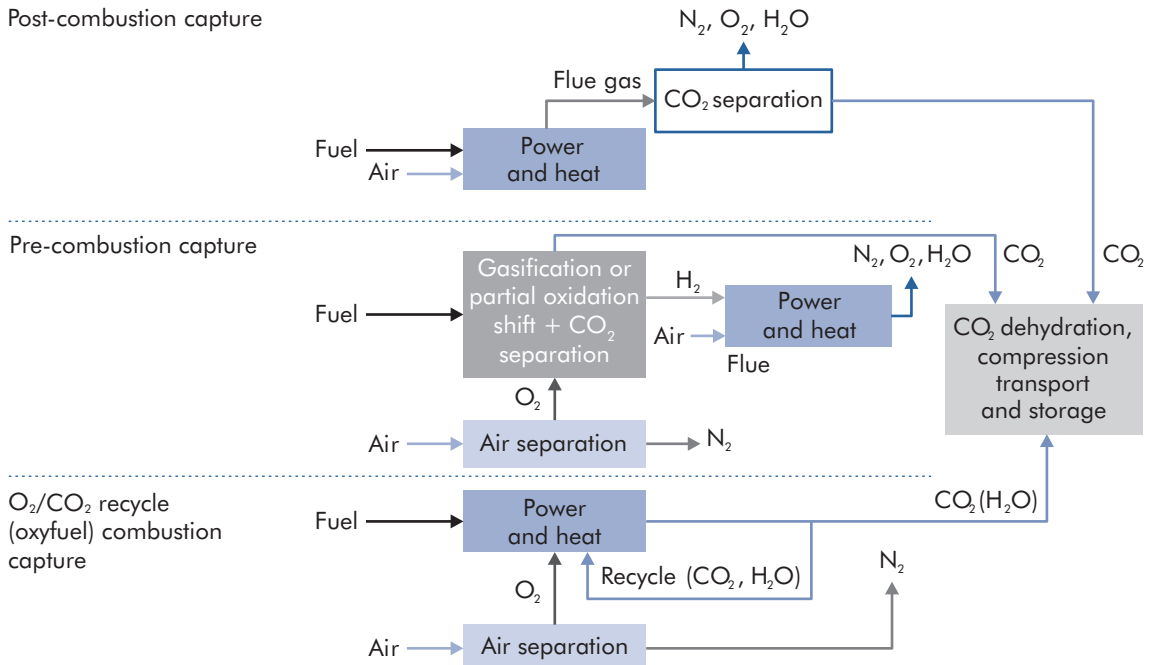 Post-combustion capture
N₂, O₂, H₂O
Flue gas
CO₂ separation
Fuel
Air
Power
and heat
CO₂
Pre-combustion capture
Gasification or
partial oxidation
shift + CO₂
separation
Fuel
H₂
Air
Power
and heat
Flue
N₂, O₂, H₂O
CO₂
O₂
Air
Air separation
N₂
CO₂ dehydration,
compression
transport
and storage
O₂/CO₂ recycle
(oxyfuel) combustion
capture
Fuel
Power
and heat
CO₂(H₂O)
Recycle (CO₂, H₂O)
O₂
N₂
Air
Air separation